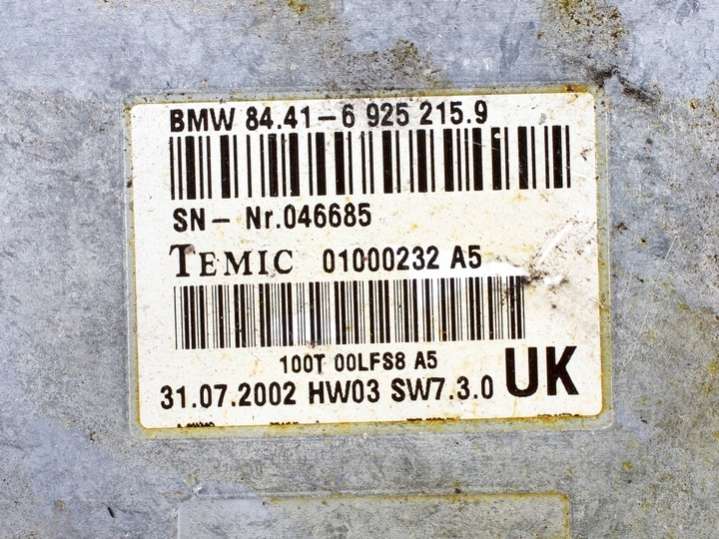 BMW 84.41-6 925 215.9
SN- Nr.046685
TEMIC 01000232 A5
100T 00LFS8 A5
31.07.2002 HW03 SW7.3.0 UK